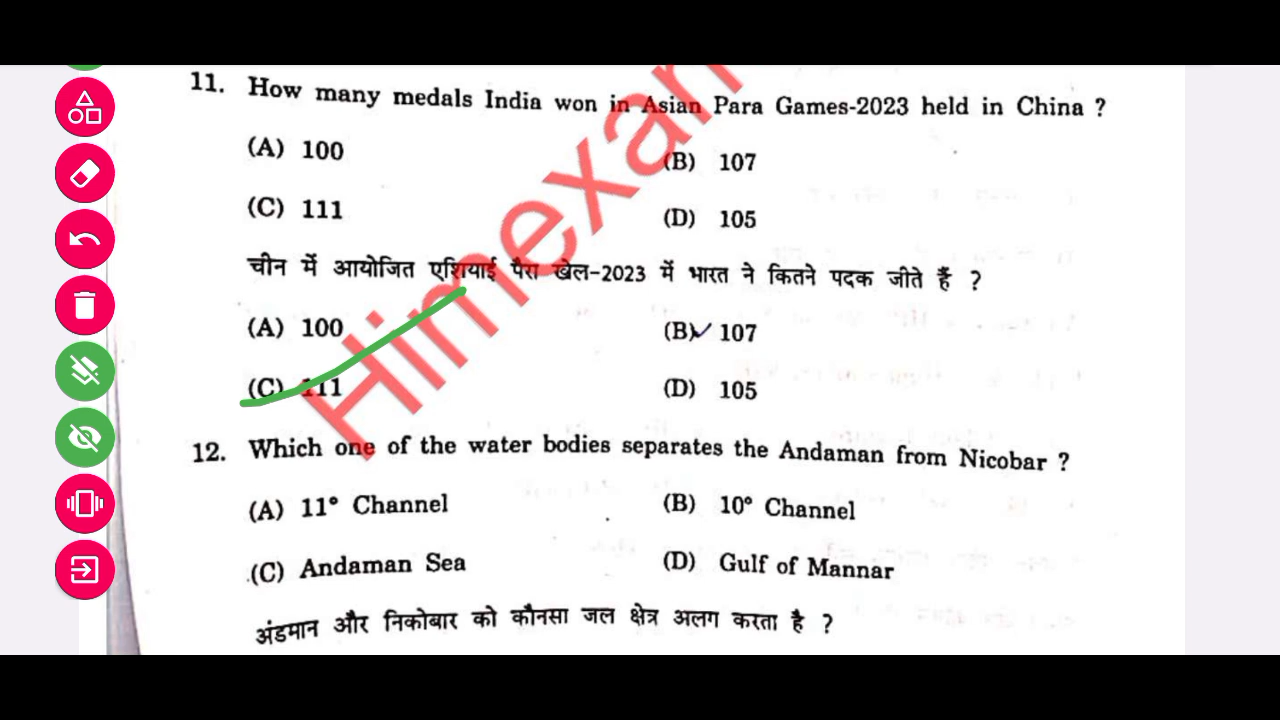 11. How many medals India won in Asian Para Games-2023 held in China ?
(A) 100 (B) 107
(C) 111 (D) 105
चीन में आयोजित एशियाई पैरा खेल-2023 में भारत ने कितने पदक जीते हैं ?
(A) 100 (B) 107
(C) 111 (D) 105
12. Which one of the water bodies separates the Andaman from Nicobar ?
(A) 11° Channel (B) 10° Channel
(C) Andaman Sea (D) Gulf of Mannar
अंडमान और निकोबार को कौनसा जल क्षेत्र अलग करता है ?
Himexam